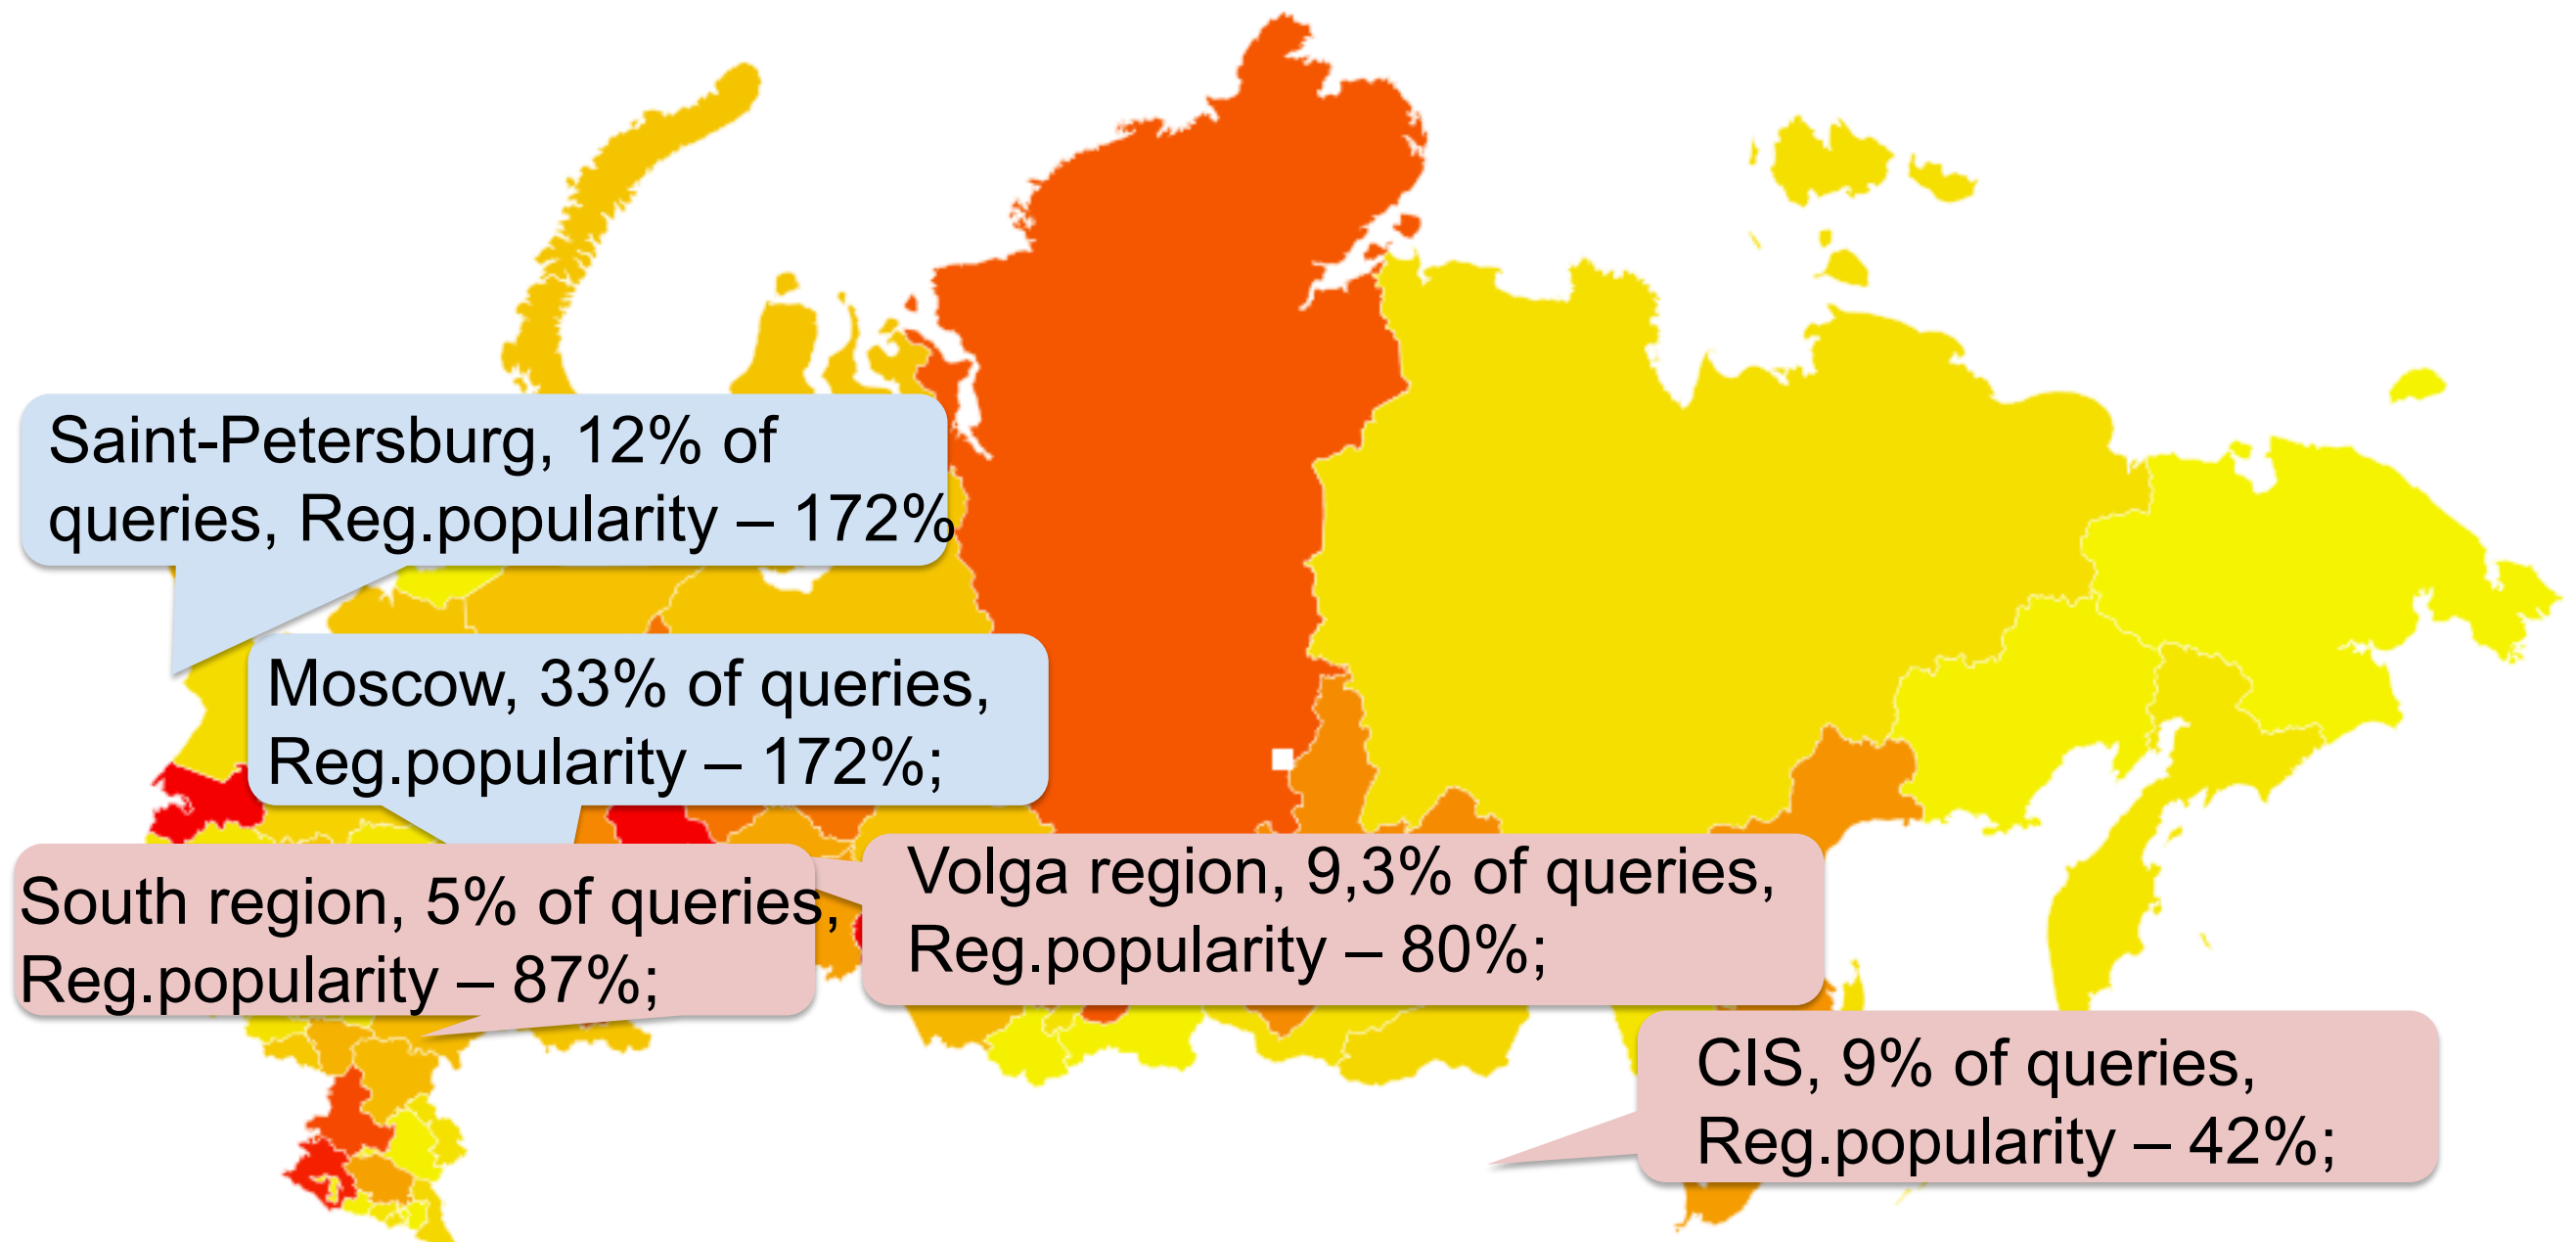 Saint-Petersburg, 12% of
queries, Reg.popularity – 172%
Moscow, 33% of queries,
Reg.popularity – 172%;
South region, 5% of queries,
Reg.popularity – 87%;
Volga region, 9,3% of queries,
Reg.popularity – 80%;
CIS, 9% of queries,
Reg.popularity – 42%;